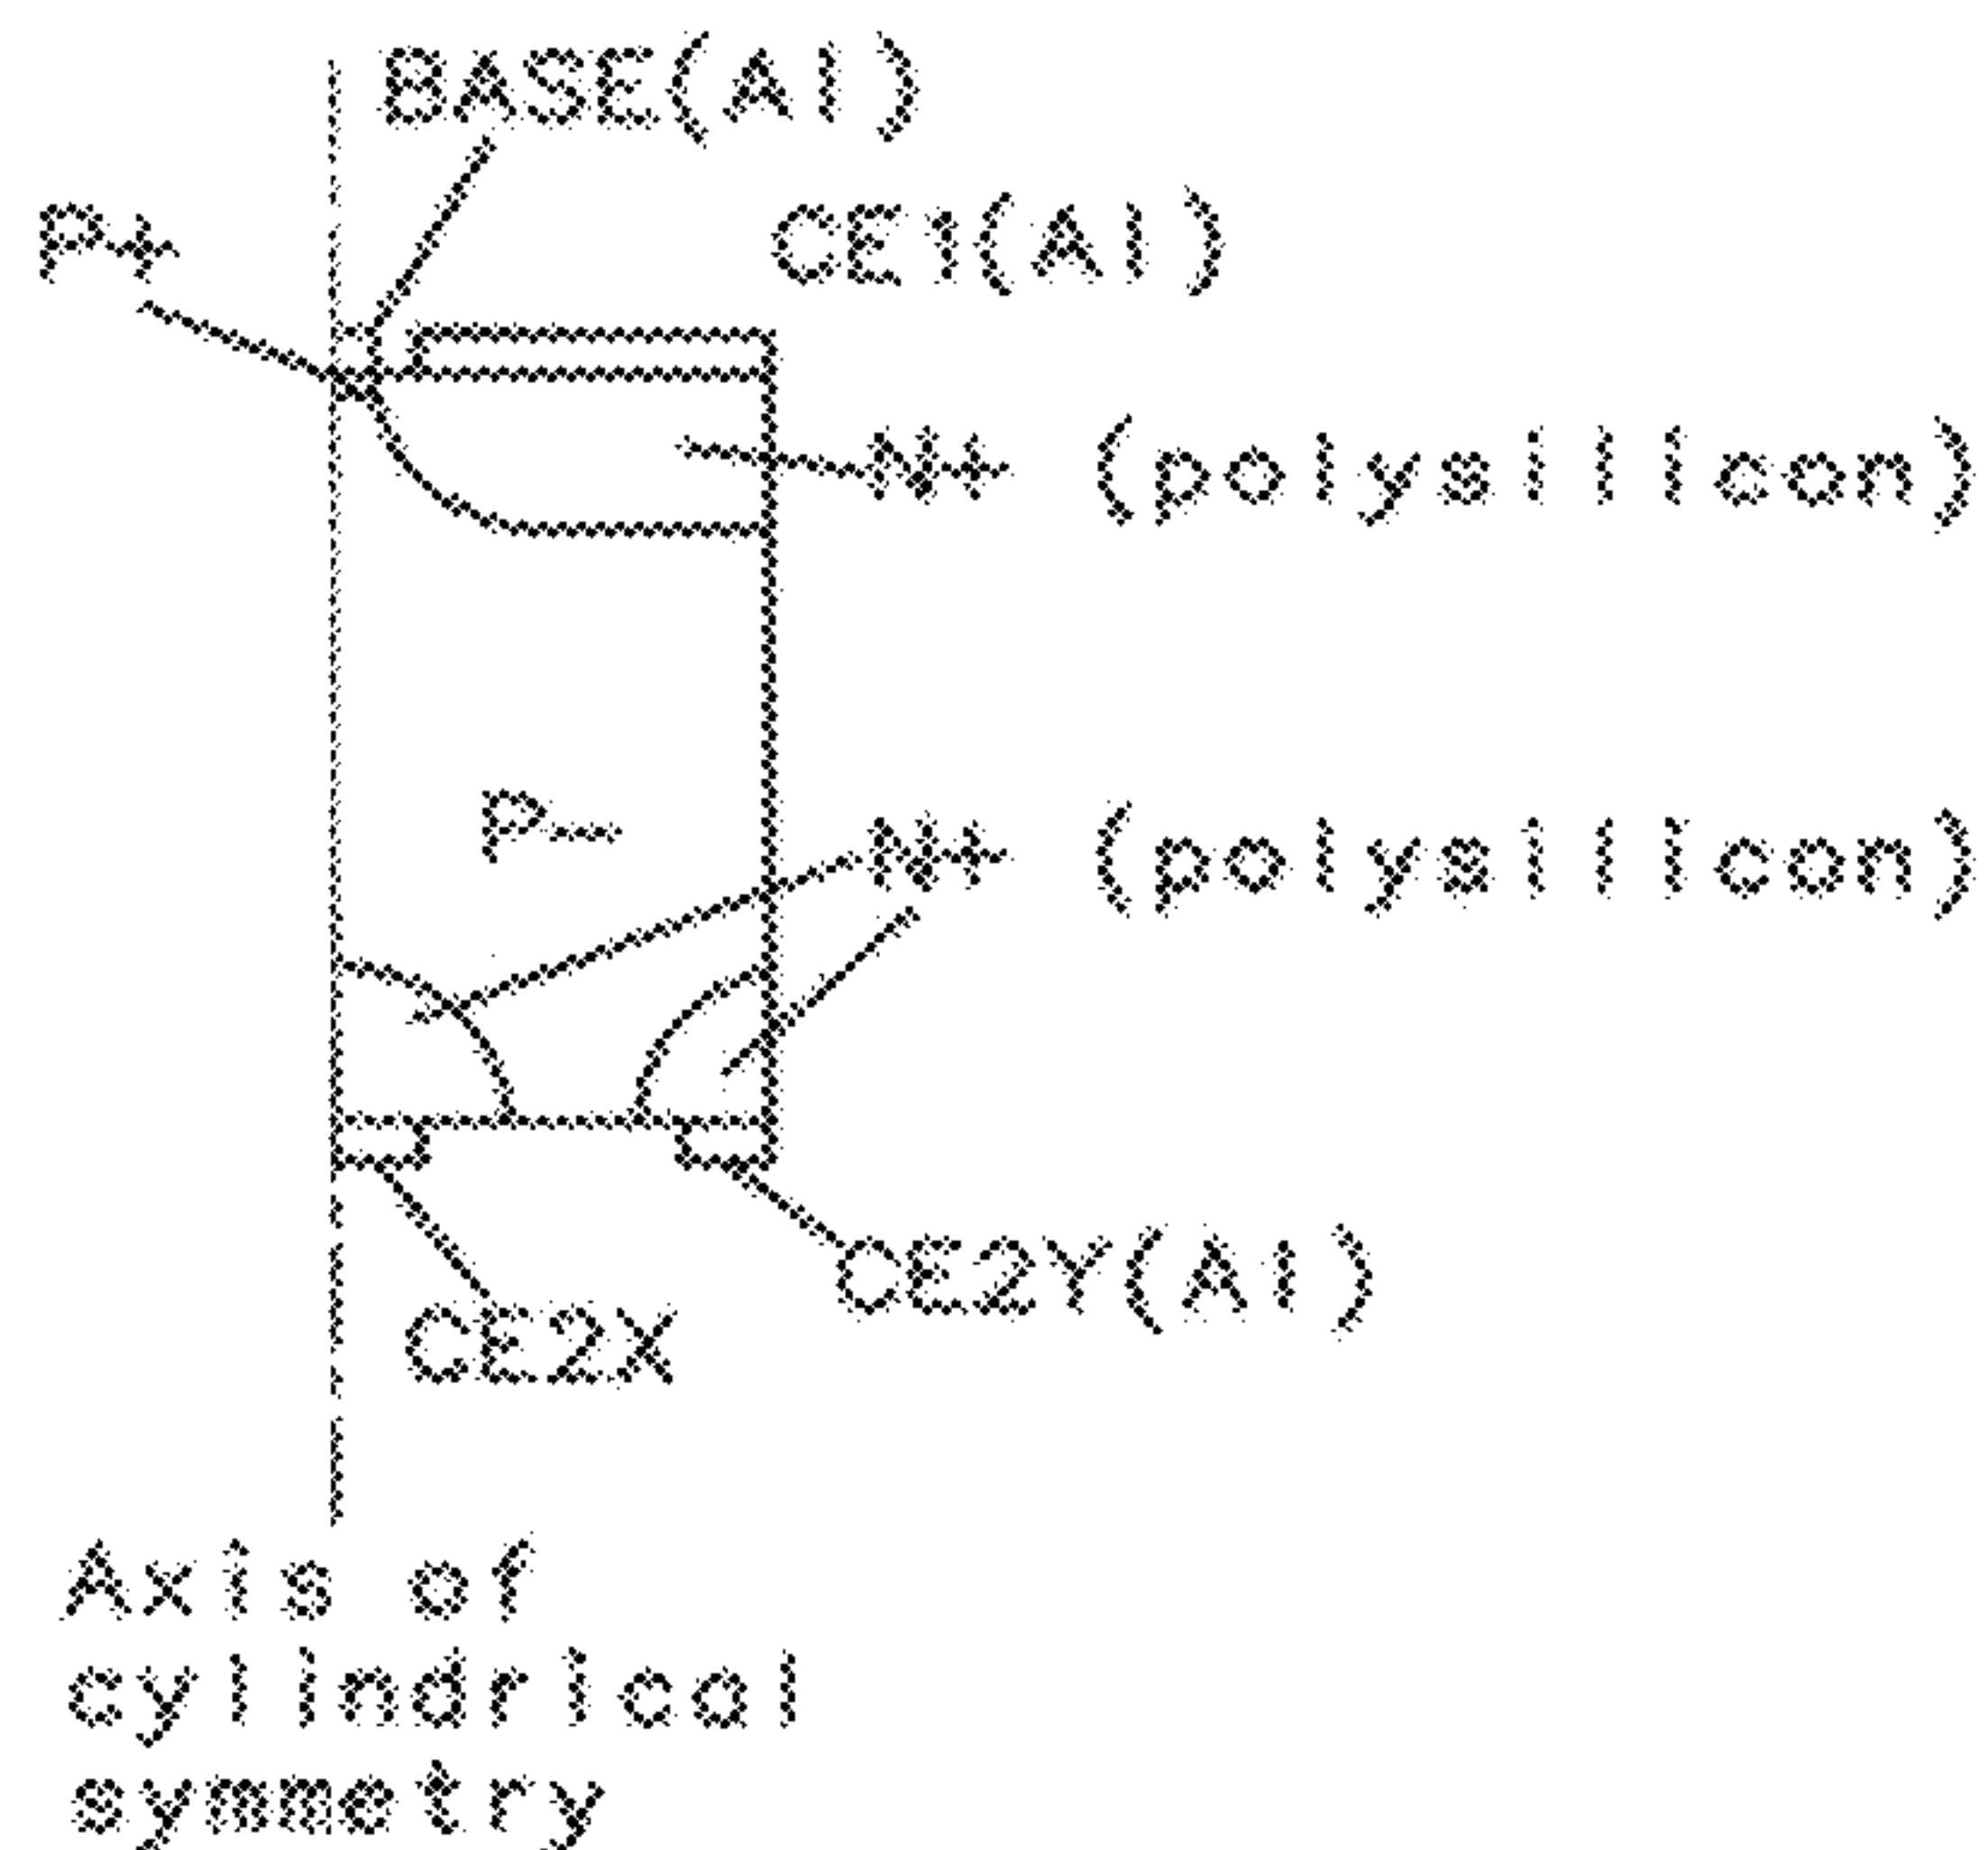 BASE(Al)
P+
CE1(Al)
N+ (polysilicon)
P-
N+ (polysilicon)
CE2Y(Al)
CE2X
Axis of
cylindrical
symmetry